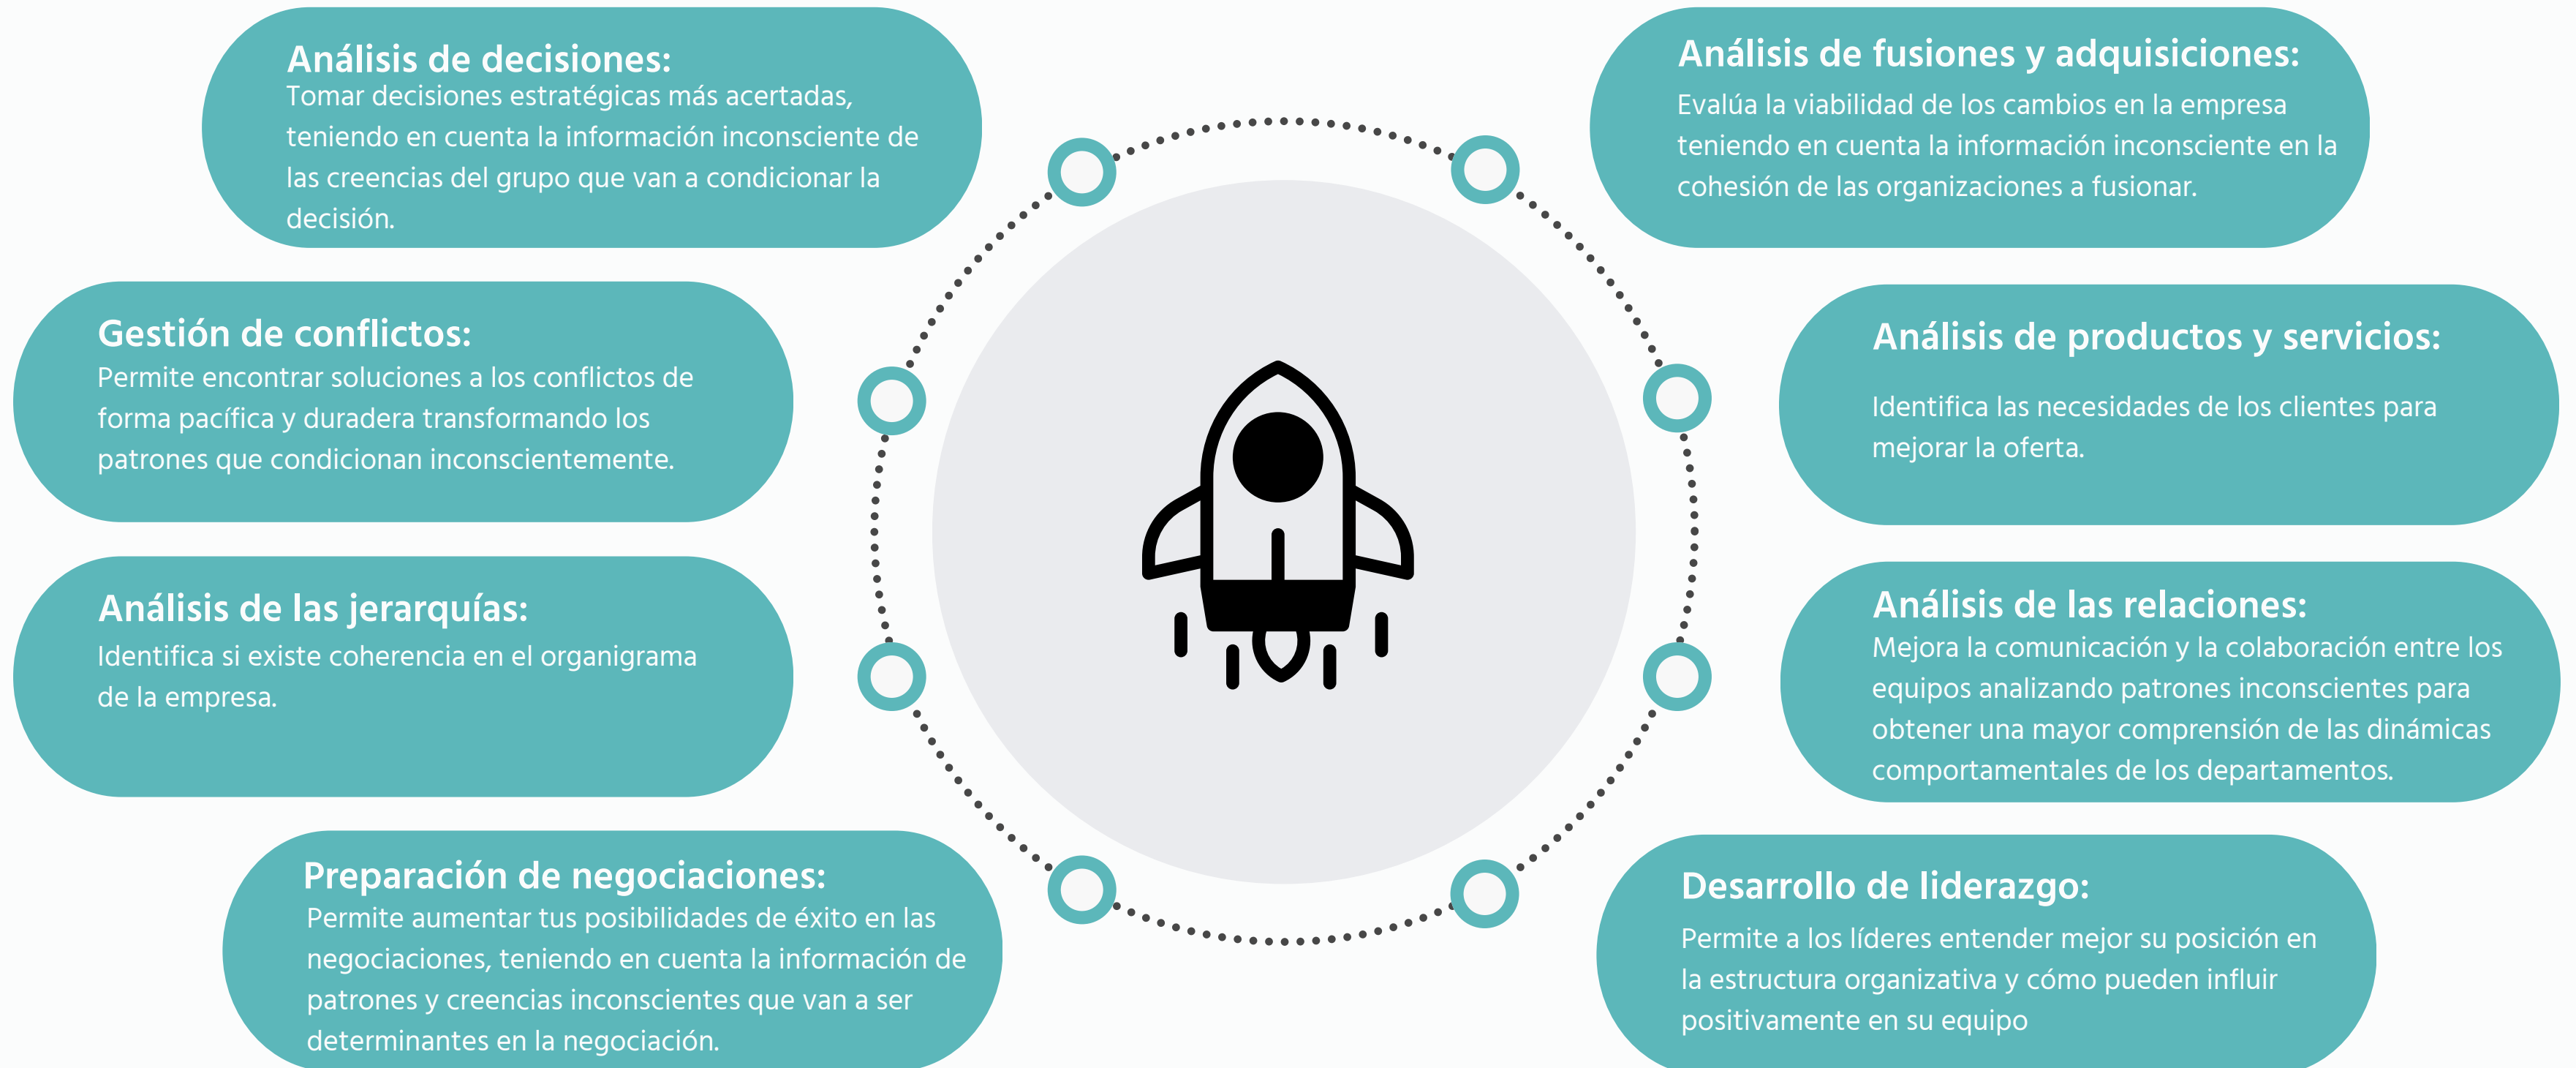 Análisis de decisiones:
Tomar decisiones estratégicas más acertadas,
teniendo en cuenta la información inconsciente de
las creencias del grupo que van a condicionar la
decisión.
Gestión de conflictos:
Permite encontrar soluciones a los conflictos de
forma pacífica y duradera transformando los
patrones que condicionan inconscientemente.
Análisis de las jerarquías:
Identifica si existe coherencia en el organigrama
de la empresa.
Preparación de negociaciones:
Permite aumentar tus posibilidades de éxito en las
negociaciones, teniendo en cuenta la información de
patrones y creencias inconscientes que van a ser
determinantes en la negociación.
Análisis de fusiones y adquisiciones:
Evalúa la viabilidad de los cambios en la empresa
teniendo en cuenta la información inconsciente en la
cohesión de las organizaciones a fusionar.
Análisis de productos y servicios:
Identifica las necesidades de los clientes para
mejorar la oferta.
Análisis de las relaciones:
Mejora la comunicación y la colaboración entre los
equipos analizando patrones inconscientes para
obtener una mayor comprensión de las dinámicas
comportamentales de los departamentos.
Desarrollo de liderazgo:
Permite a los líderes entender mejor su posición en
la estructura organizativa y cómo pueden influir
positivamente en su equipo